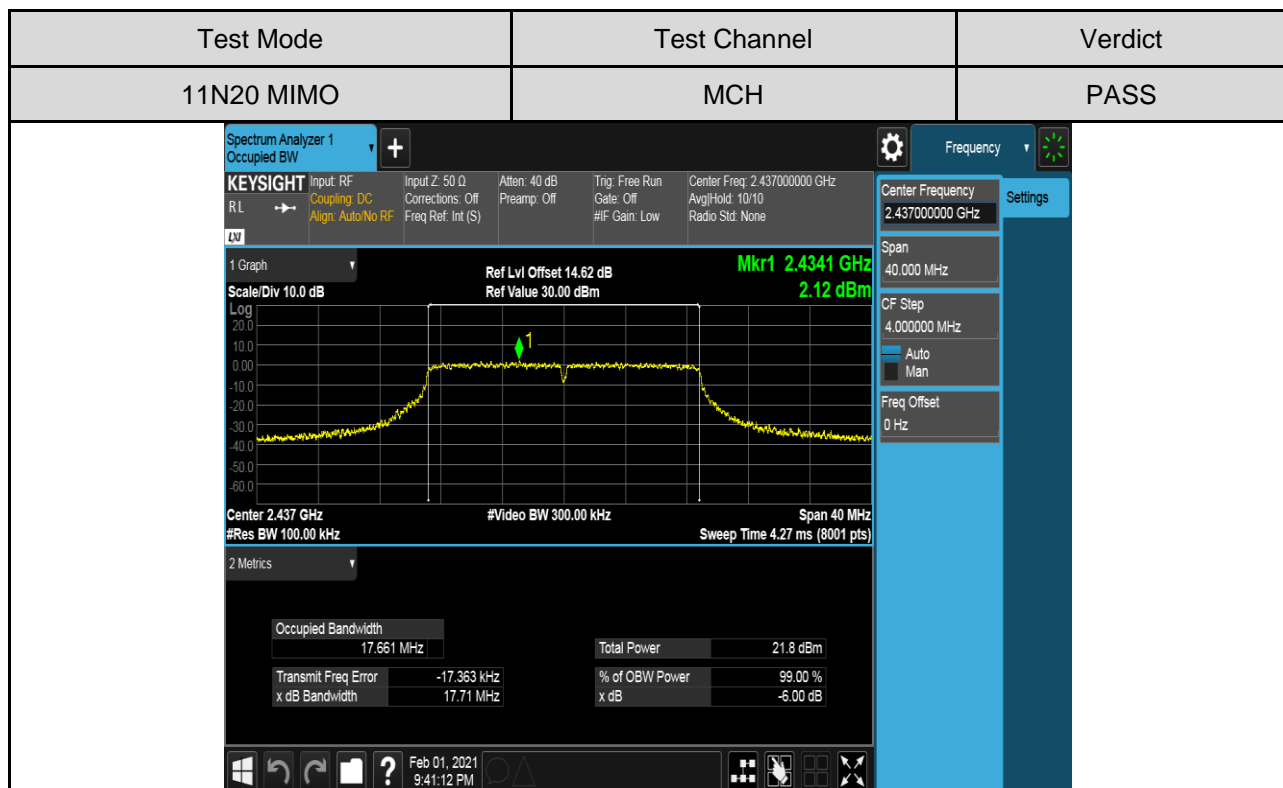 Test Mode Test Channel Verdict
11N20 MIMO MCH PASS
Spectrum Analyzer 1
Occupied BW
+
Frequency
KEYSIGHT Input: RF Input Z: 50 Ω Atten: 40 dB Trig: Free Run Center Freq: 2.437000000 GHz
RL Coupling: DC Corrections: Off Preamp: Off Gate: Off Avg|Hold: 10/10
Align: Auto/No RF Freq Ref: Int (S) #IF Gain: Low Radio Std: None
LXI
Center Frequency
2.437000000 GHz
Settings
Span
40.000 MHz
CF Step
4.000000 MHz
Auto
Man
Freq Offset
0 Hz
1 Graph Ref Lvl Offset 14.62 dB Mkr1 2.4341 GHz
Scale/Div 10.0 dB Ref Value 30.00 dBm 2.12 dBm
Log
20.0
10.0
1
0.00
-10.0
-20.0
-30.0
-40.0
-50.0
-60.0
Center 2.437 GHz #Video BW 300.00 kHz Span 40 MHz
#Res BW 100.00 kHz Sweep Time 4.27 ms (8001 pts)
2 Metrics
Occupied Bandwidth
17.661 MHz Total Power 21.8 dBm
Transmit Freq Error -17.363 kHz % of OBW Power 99.00 %
x dB Bandwidth 17.71 MHz x dB -6.00 dB
? Feb 01, 2021
9:41:12 PM